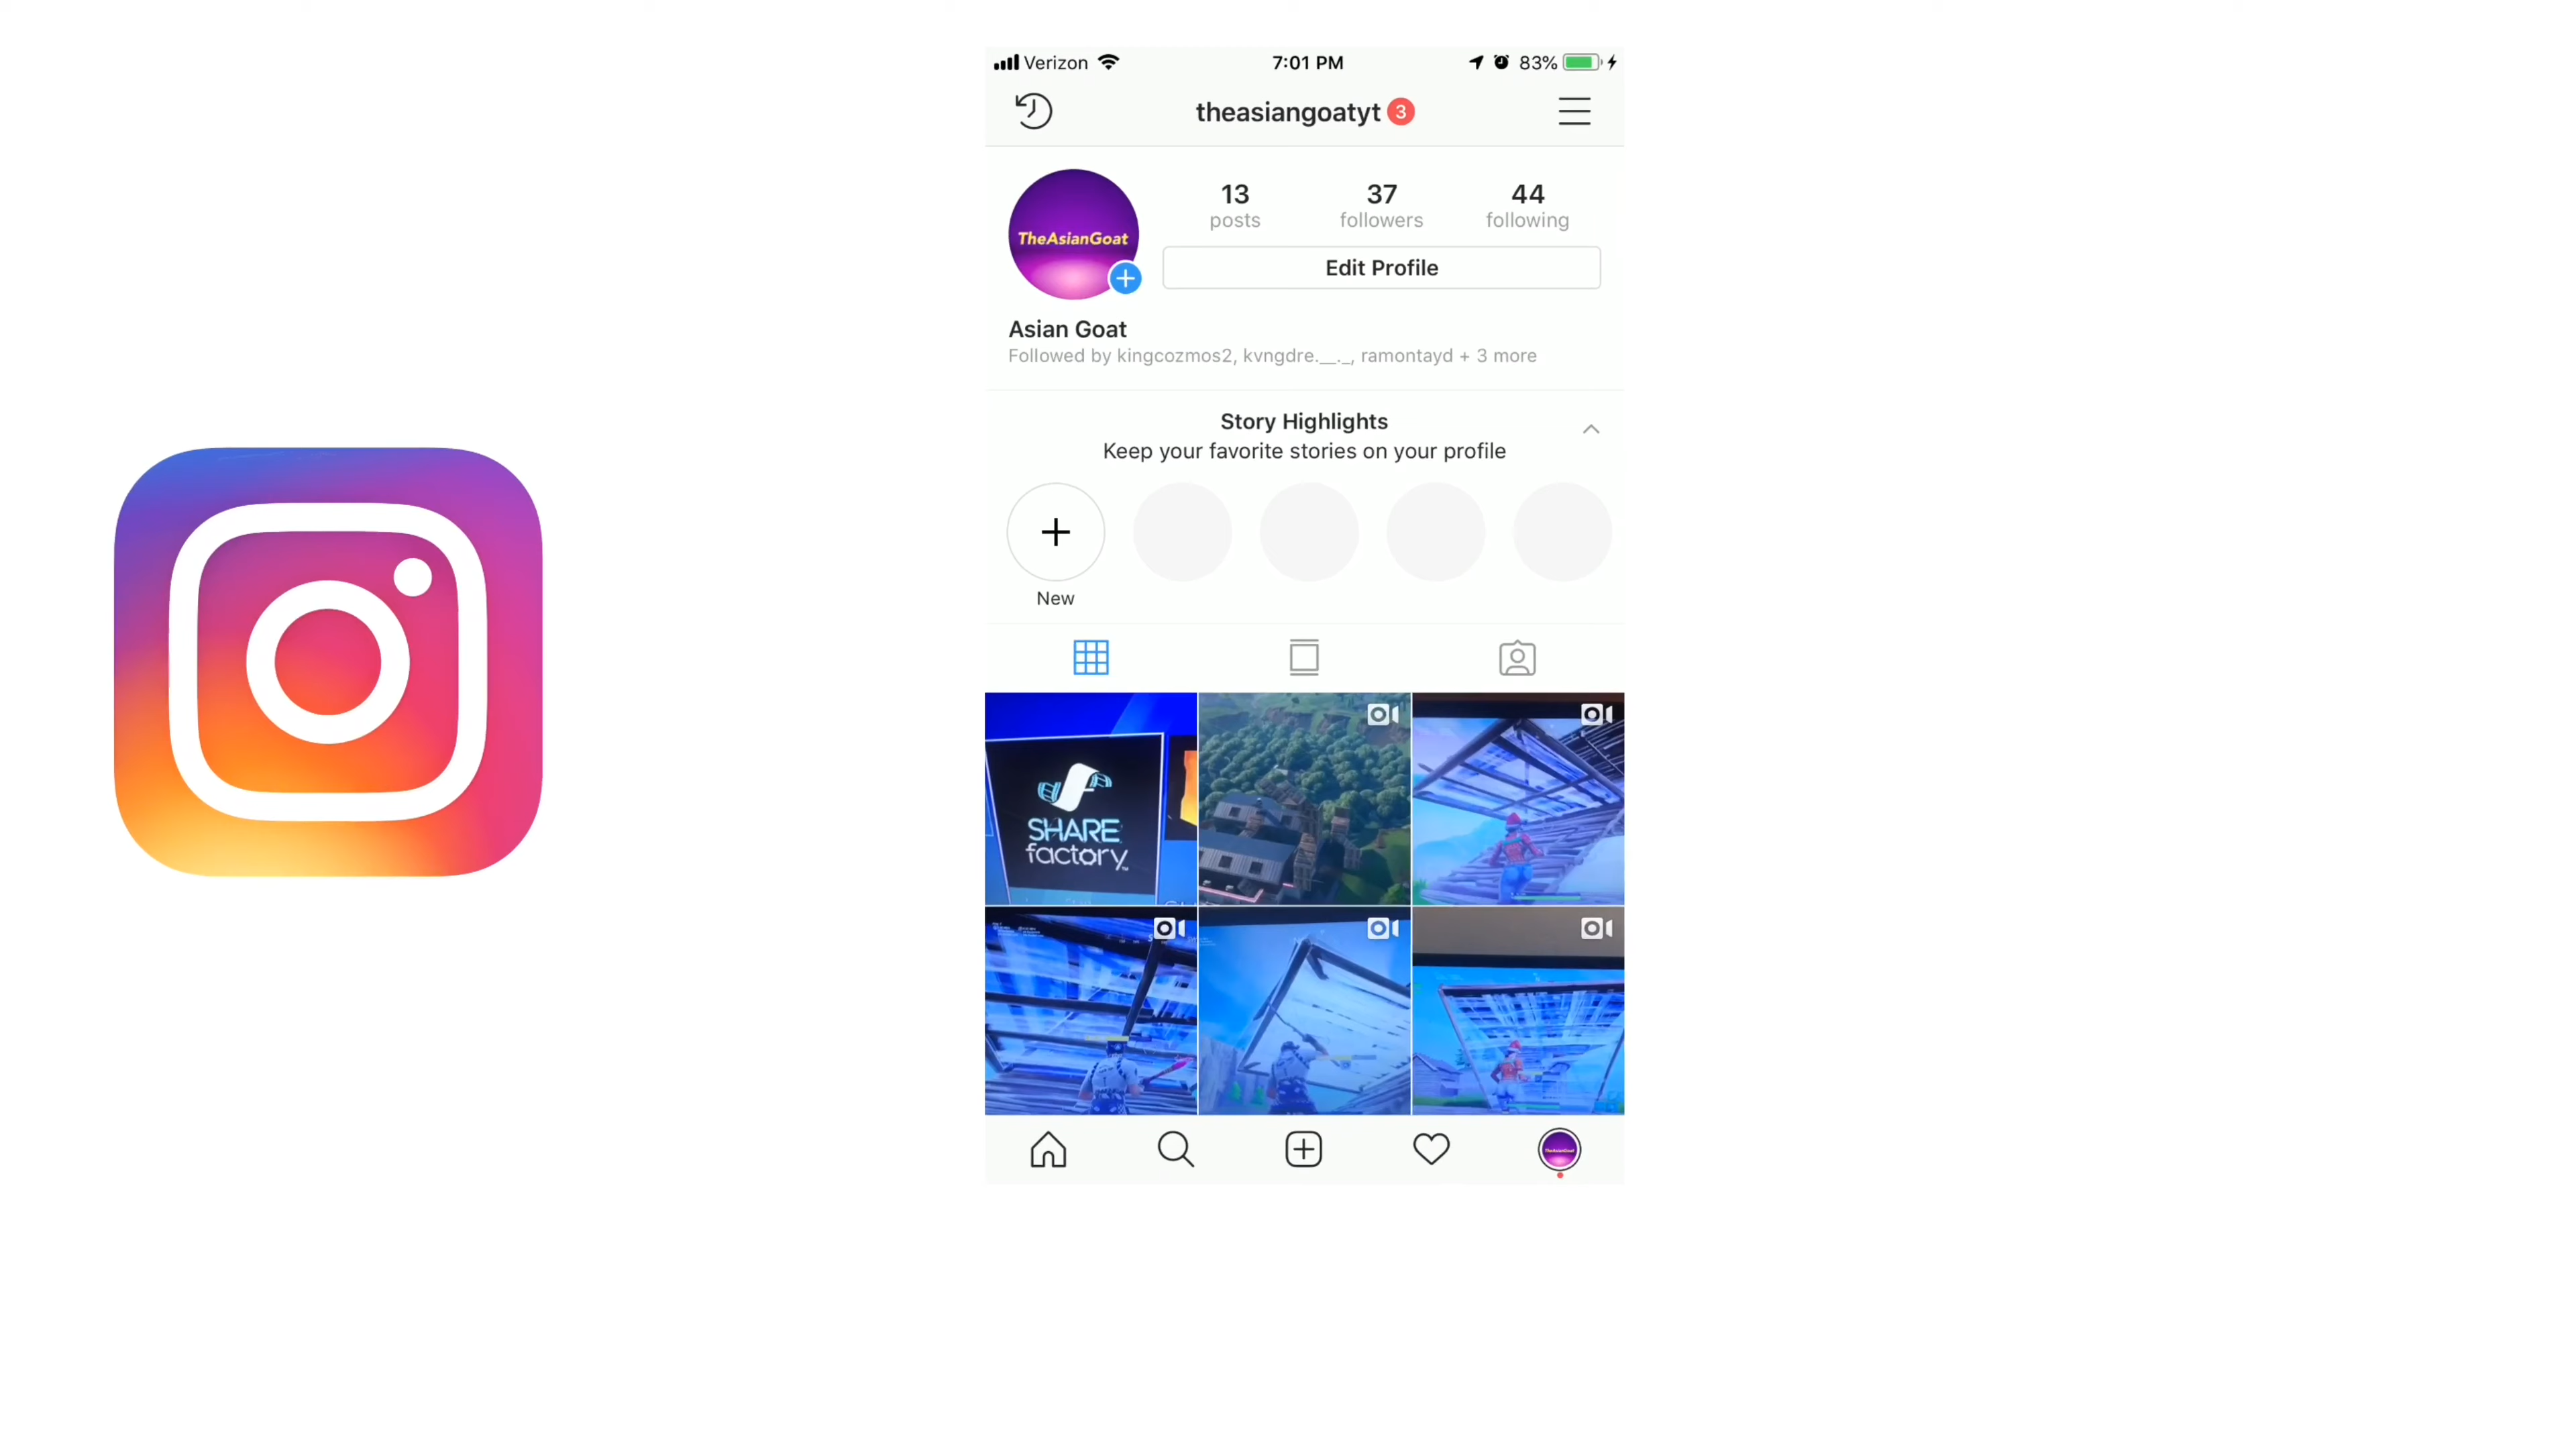 Verizon 7:01 PM 83%
theasiangoatyt 3
TheAsianGoat
13 37 44
posts followers following
Edit Profile
Asian Goat
Followed by kingcozmos2, kvngdre.__._, ramontayd + 3 more
Story Highlights
Keep your favorite stories on your profile
New
SHARE
factory™